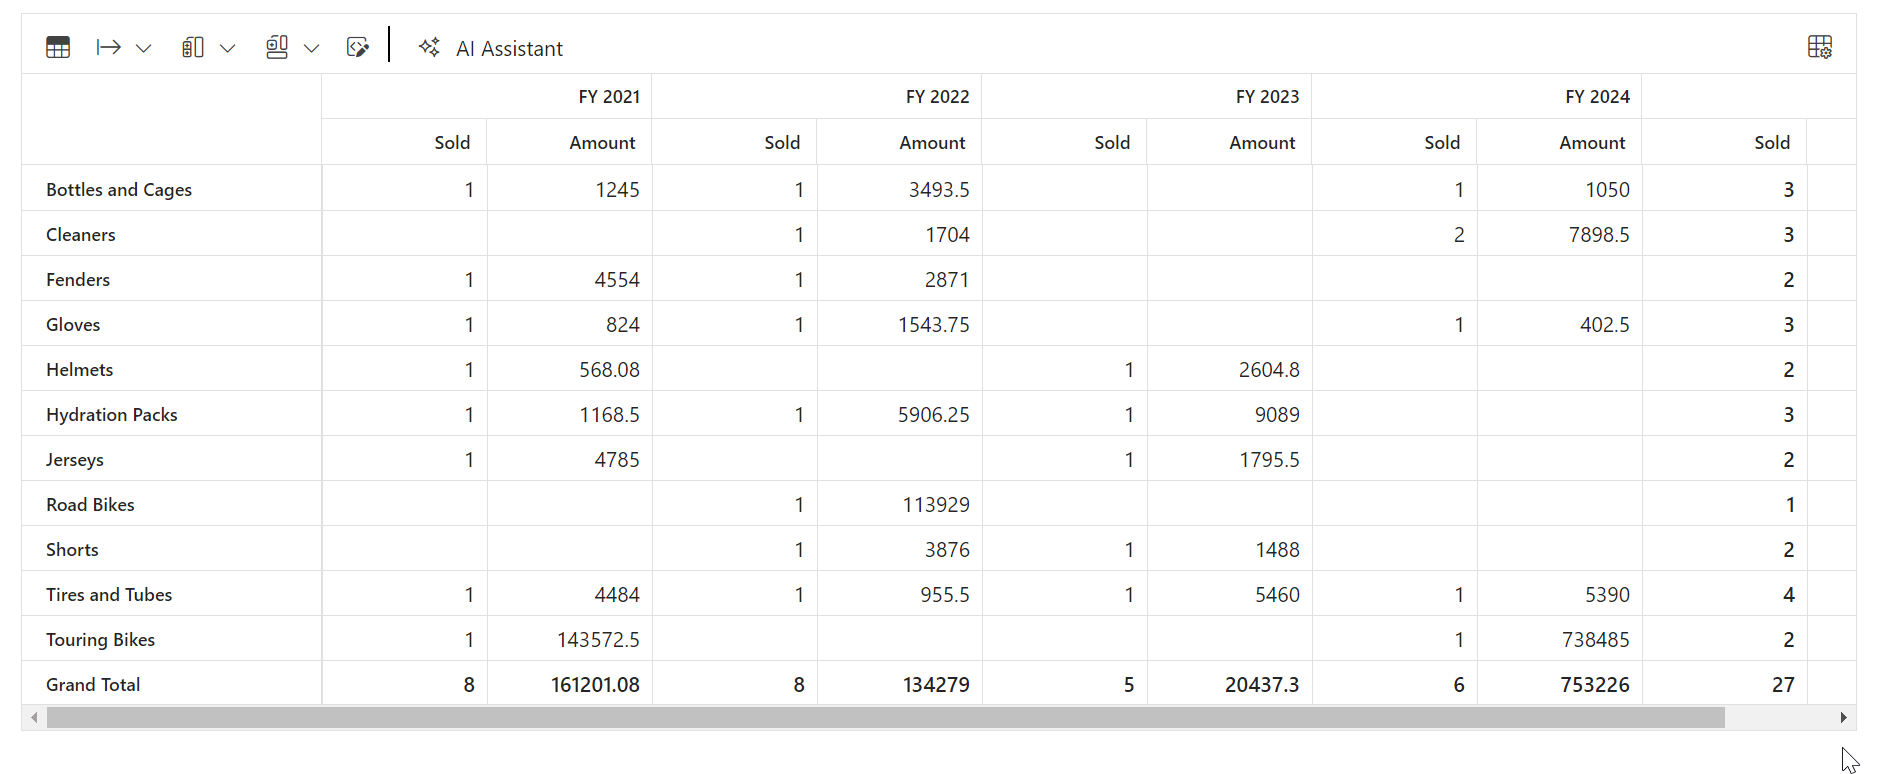 AI Assistant
FY 2021 FY 2022 FY 2023 FY 2024
Sold Amount Sold Amount Sold Amount Sold Amount Sold
Bottles and Cages 1 1245 1 3493.5 1 1050 3
Cleaners 1 1704 2 7898.5 3
Fenders 1 4554 1 2871 2
Gloves 1 824 1 1543.75 1 402.5 3
Helmets 1 568.08 1 2604.8 2
Hydration Packs 1 1168.5 1 5906.25 1 9089 3
Jerseys 1 4785 1 1795.5 2
Road Bikes 1 113929 1
Shorts 1 3876 1 1488 2
Tires and Tubes 1 4484 1 955.5 1 5460 1 5390 4
Touring Bikes 1 143572.5 1 738485 2
Grand Total 8 161201.08 8 134279 5 20437.3 6 753226 27